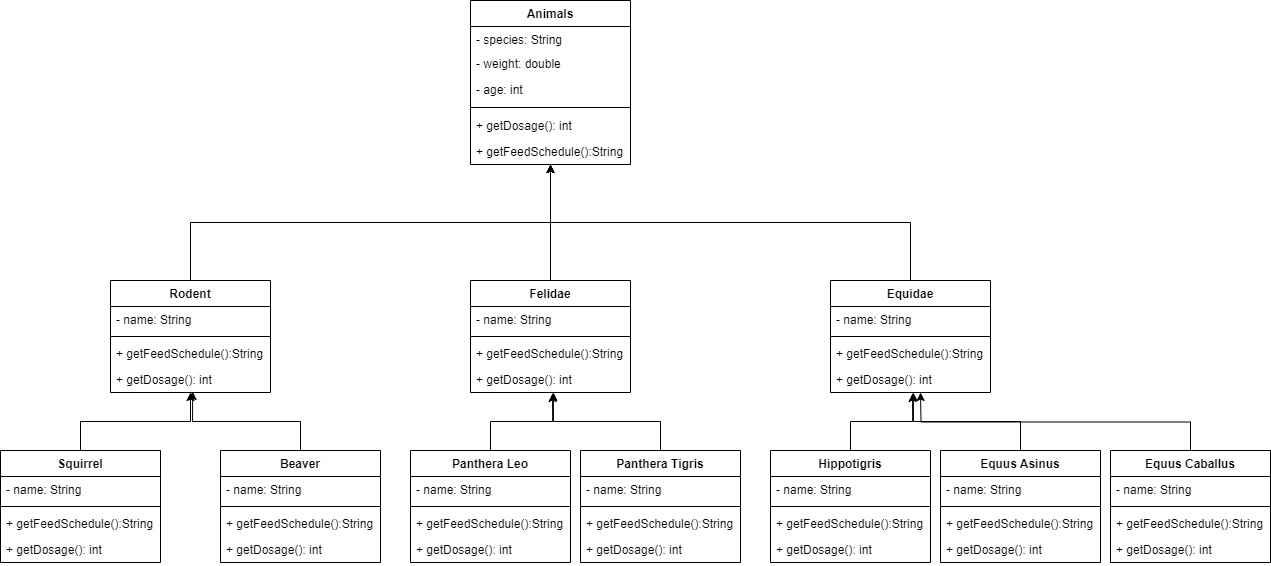 Animals
- species: String
- weight: double
- age: int
+ getDosage(): int
+ getFeedSchedule():String
Rodent
- name: String
+ getFeedSchedule():String
+ getDosage(): int
Felidae
- name: String
+ getFeedSchedule():String
+ getDosage(): int
Equidae
- name: String
+ getFeedSchedule():String
+ getDosage(): int
Squirrel
- name: String
+ getFeedSchedule():String
+ getDosage(): int
Beaver
- name: String
+ getFeedSchedule():String
+ getDosage(): int
Panthera Leo
- name: String
+ getFeedSchedule():String
+ getDosage(): int
Panthera Tigris
- name: String
+ getFeedSchedule():String
+ getDosage(): int
Hippotigris
- name: String
+ getFeedSchedule():String
+ getDosage(): int
Equus Asinus
- name: String
+ getFeedSchedule():String
+ getDosage(): int
Equus Caballus
- name: String
+ getFeedSchedule():String
+ getDosage(): int